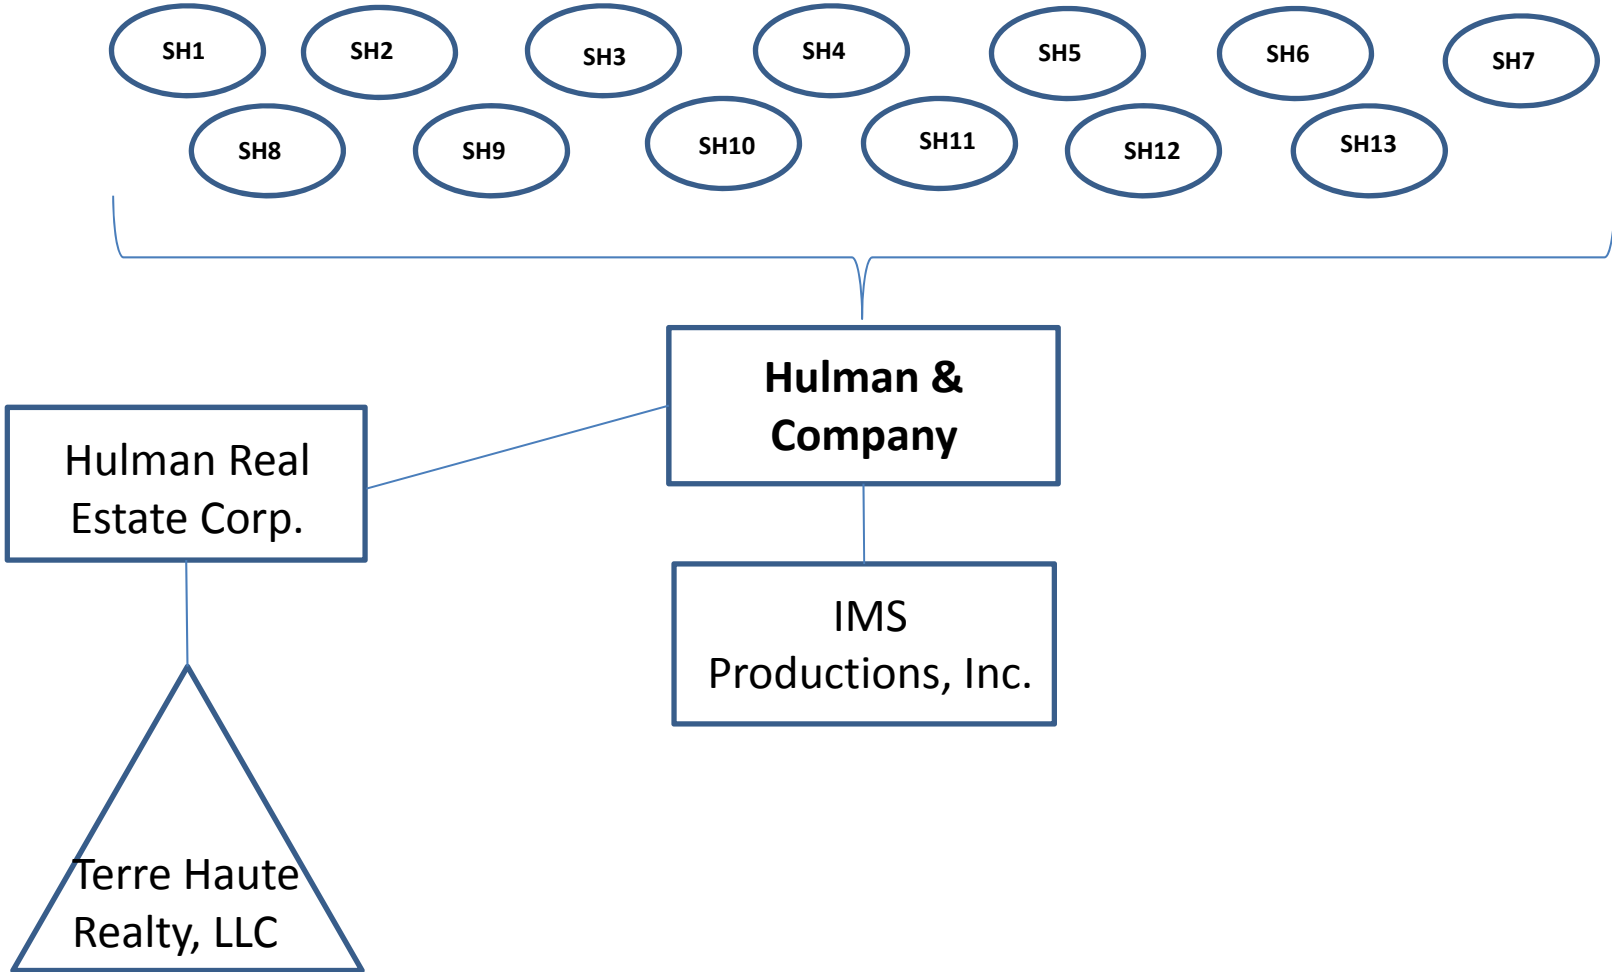 SH1
SH2
SH3
SH4
SH5
SH6
SH7
SH8
SH9
SH10
SH11
SH12
SH13
Hulman &
Company
Hulman Real
Estate Corp.
IMS
Productions, Inc.
Terre Haute
Realty, LLC